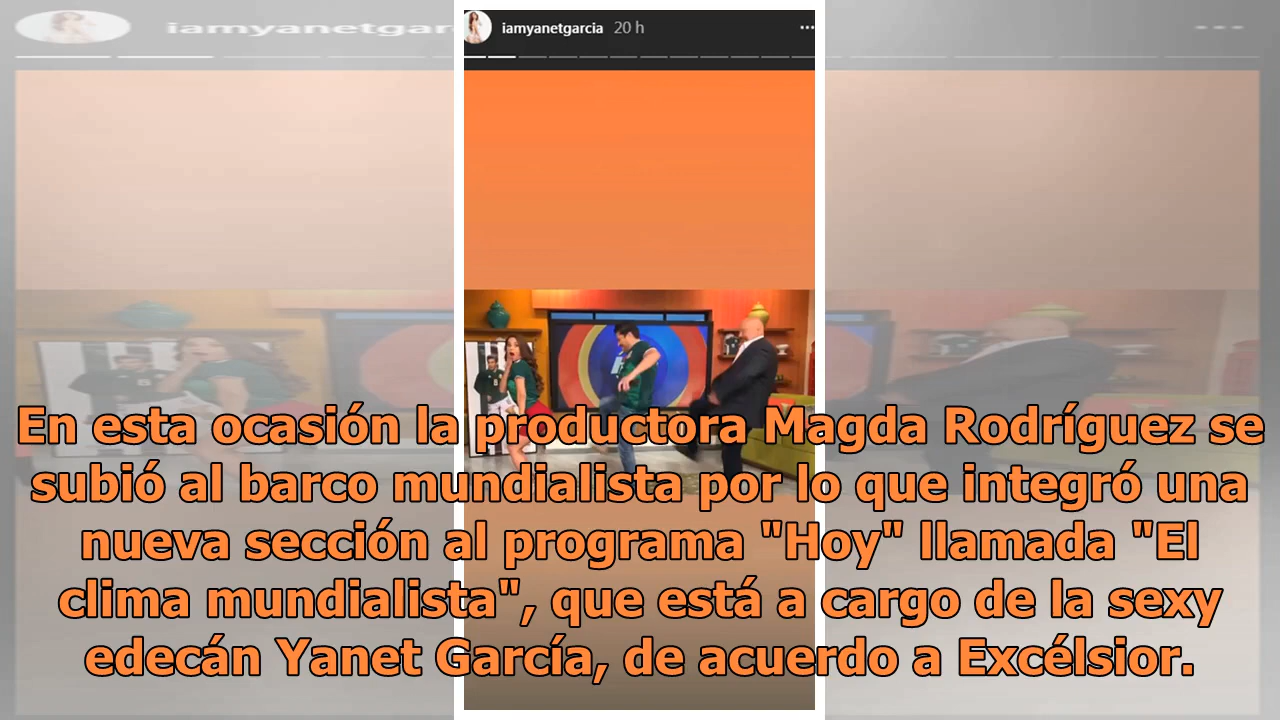 iamyanetgar
iamyanetgarcia 20 h
En esta ocasión la productora Magda Rodríguez se
subió al barco mundialista por lo que integró una
nueva sección al programa "Hoy" llamada "El
clima mundialista", que está a cargo de la sexy
edecán Yanet García, de acuerdo a Excélsior.